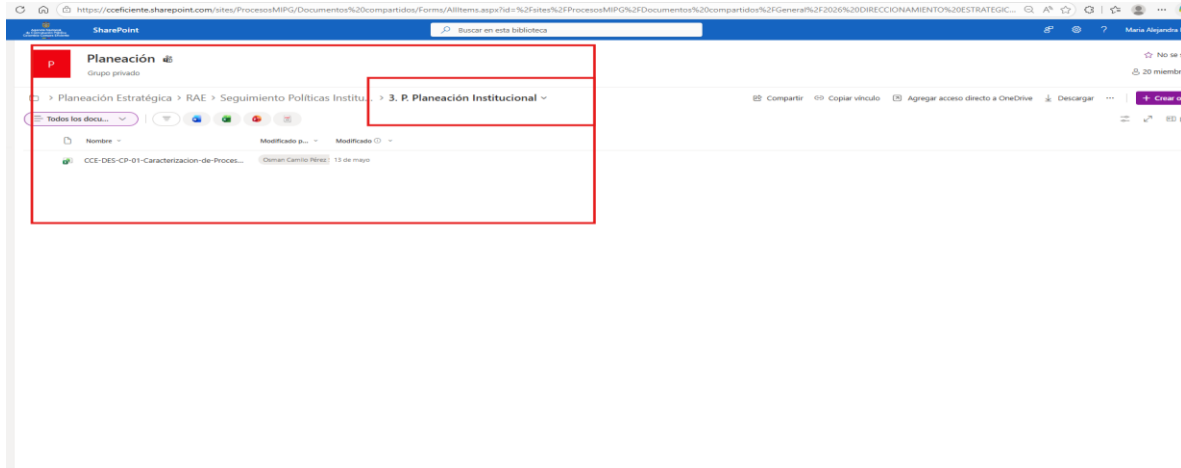 https://cceficiente.sharepoint.com/sites/ProcesosMIPG/Documentos%20compartidos/Forms/AllItems.aspx?id=%2Fsites%2FProcesosMIPG%2FDocumentos%20compartidos%2FGeneral%2F2026%20DIRECCIONAMIENTO%20ESTRATEGIC...
SharePoint
Buscar en esta biblioteca
?
Maria Alejandra
P
Planeación
Grupo privado
No se s
20 miembr
> Planeación Estratégica > RAE > Seguimiento Políticas Institu... > 3. P. Planeación Institucional
Compartir
Copiar vínculo
Agregar acceso directo a OneDrive
Descargar
...
+ Crear o
Todos los docu...
Nombre
Modificado p...
Modificado
CCE-DES-CP-01-Caracterizacion-de-Proces...
Osman Camilo Pérez
13 de mayo